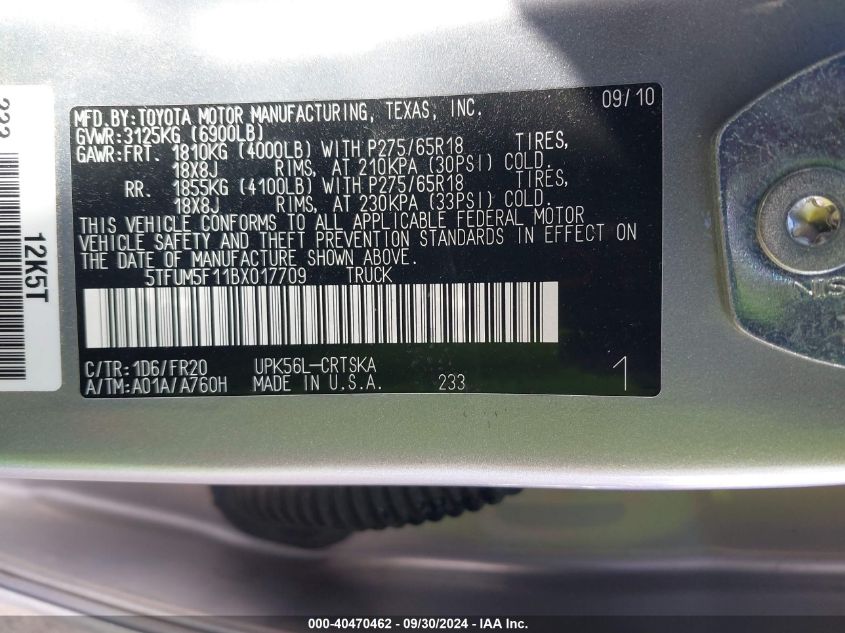 MFD.BY:TOYOTA MOTOR MANUFACTURING, TEXAS, INC. 09/10
GVWR:3125KG (6900LB)
GAWR:FRT. 1810KG (4000LB) WITH P275/65R18 TIRES,
18X8J RIMS, AT 210KPA (30PSI) COLD.
RR. 1855KG (4100LB) WITH P275/65R18 TIRES,
18X8J RIMS, AT 230KPA (33PSI) COLD.
THIS VEHICLE CONFORMS TO ALL APPLICABLE FEDERAL MOTOR
VEHICLE SAFETY AND THEFT PREVENTION STANDARDS IN EFFECT ON
THE DATE OF MANUFACTURE SHOWN ABOVE.
5TFUM5F11BX017709 TRUCK
C/TR:1D6/FR20 UPK56L-CRTSKA
A/TM:A01A/A760H MADE IN U.S.A. 233 1
12K5T
000-40470462 - 09/30/2024 - IAA Inc.